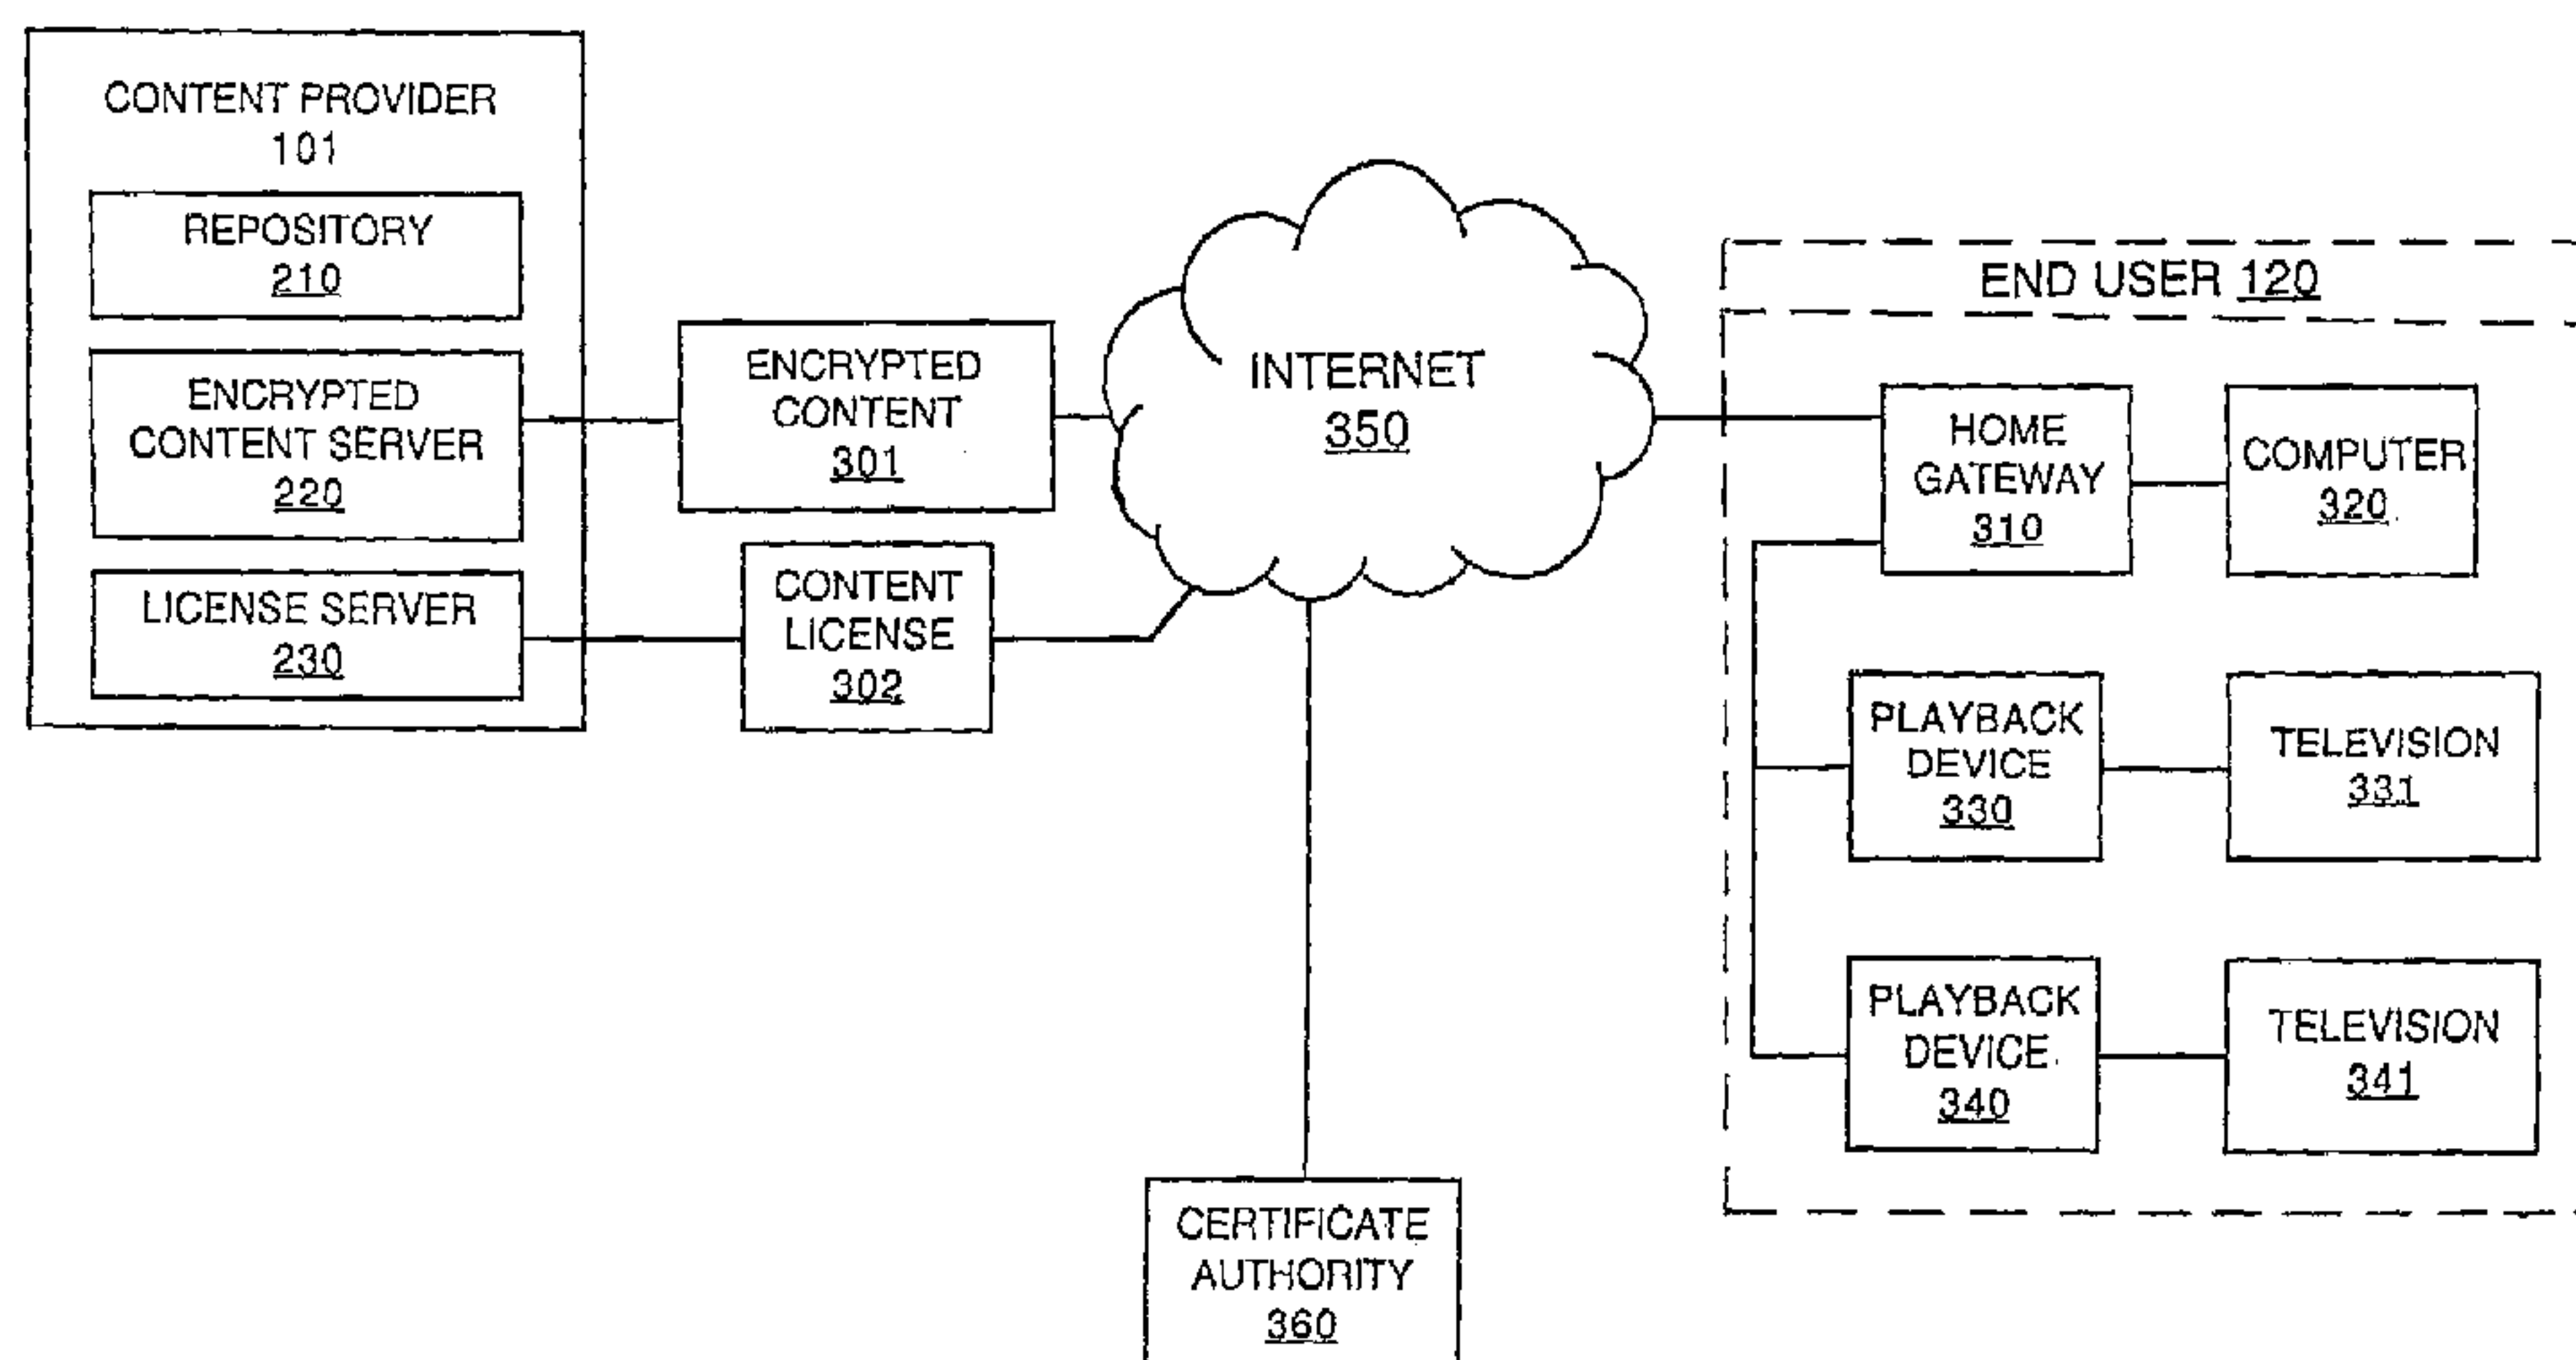 CONTENT PROVIDER
101
REPOSITORY
210
ENCRYPTED
CONTENT SERVER
220
LICENSE SERVER
230
ENCRYPTED
CONTENT
301
CONTENT
LICENSE
302
INTERNET
350
CERTIFICATE
AUTHORITY
360
END USER 120
HOME
GATEWAY
310
COMPUTER
320
PLAYBACK
DEVICE
330
TELEVISION
331
PLAYBACK
DEVICE
340
TELEVISION
341